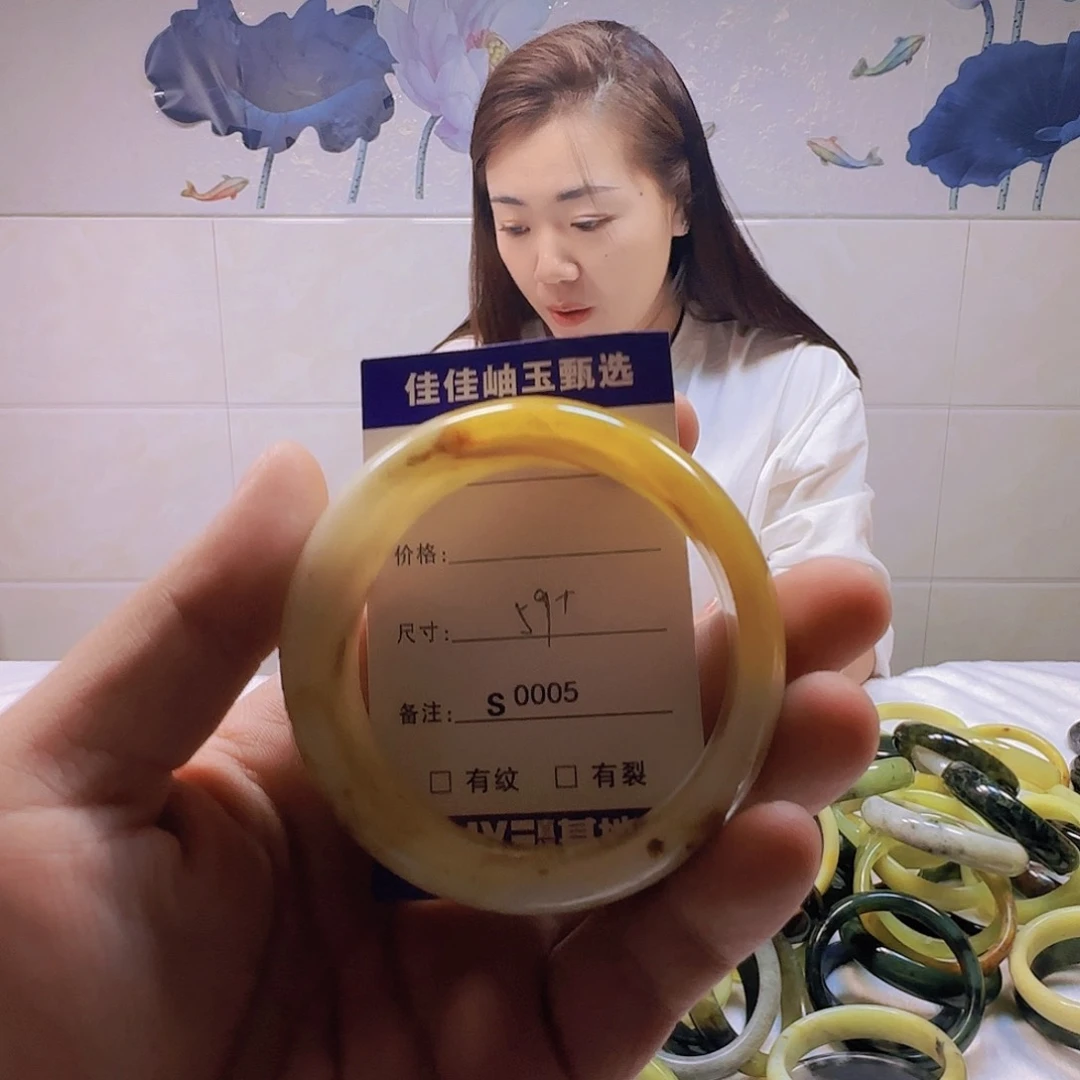 佳佳岫玉甄选
价格:
尺寸: 59+
备注: S 0005
□ 有纹 □ 有裂